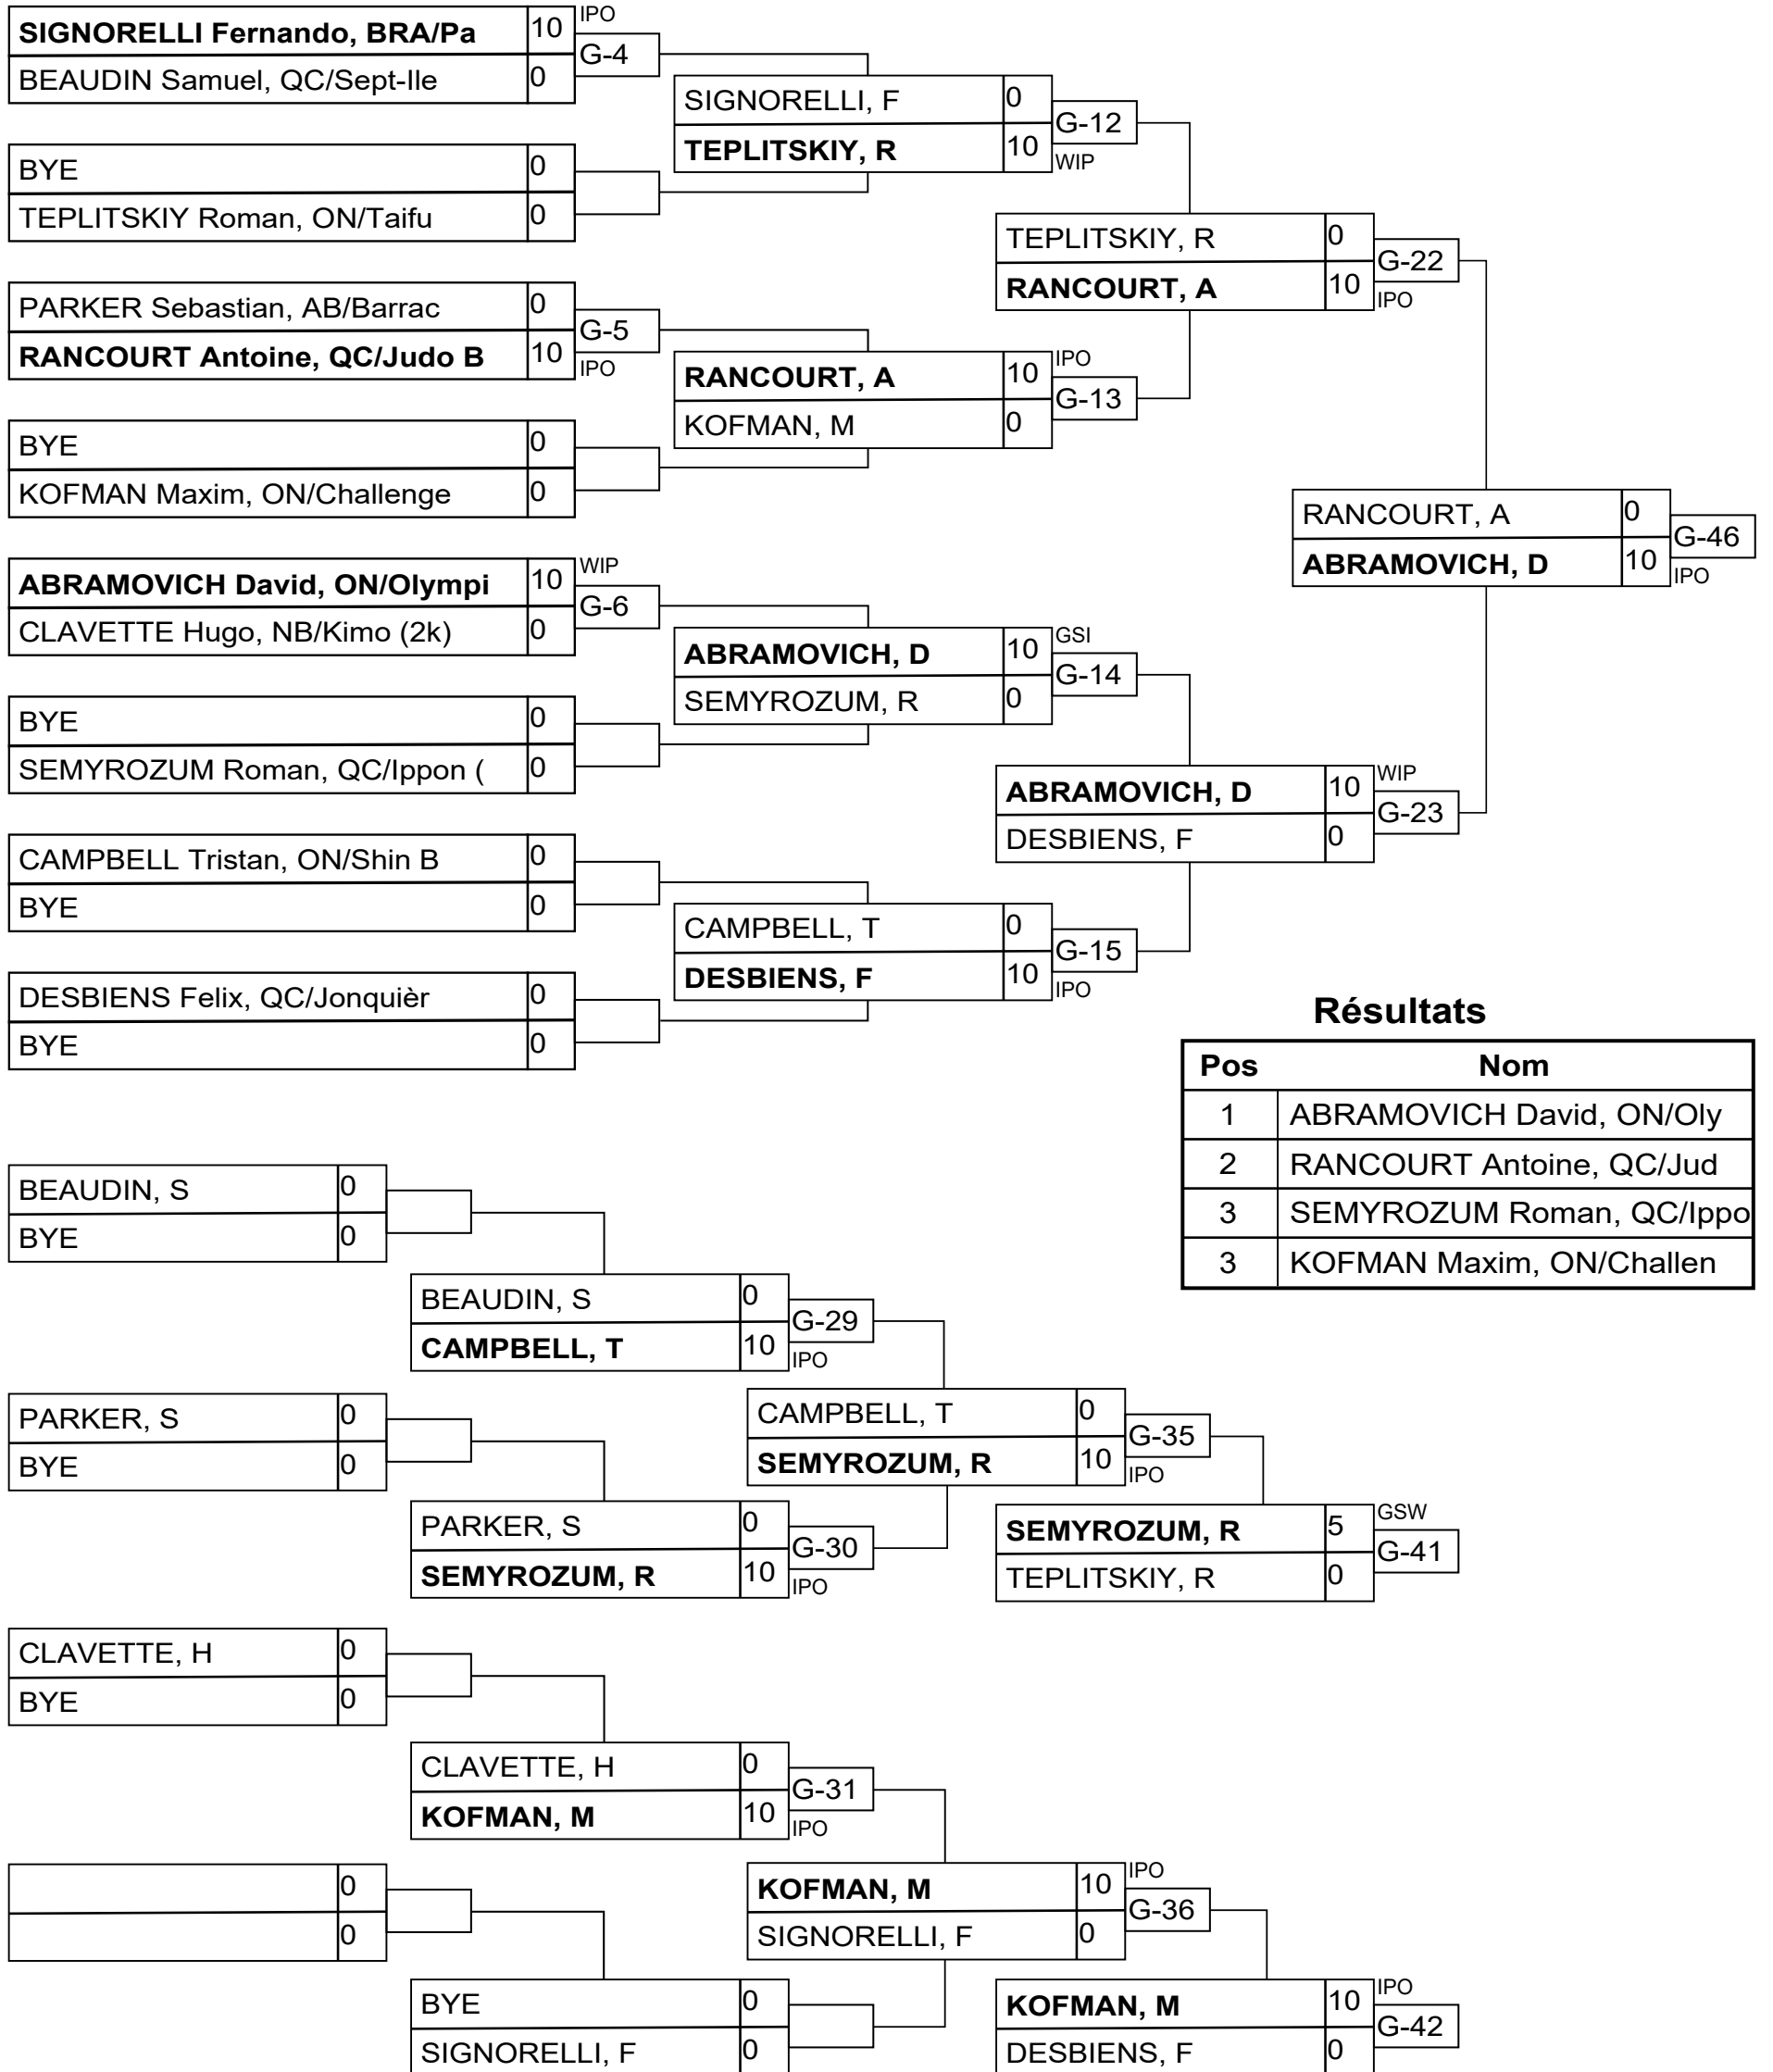 SIGNORELLI Fernando, BRA/Pa 10 IPO
G-4
BEAUDIN Samuel, QC/Sept-Ile 0
SIGNORELLI, F 0
G-12
TEPLITSKIY, R 10 WIP
BYE 0
TEPLITSKIY Roman, ON/Taifu 0
TEPLITSKIY, R 0
G-22
RANCOURT, A 10 IPO
PARKER Sebastian, AB/Barrac 0
G-5
RANCOURT Antoine, QC/Judo B 10 IPO
RANCOURT, A 10 IPO
G-13
KOFMAN, M 0
BYE 0
KOFMAN Maxim, ON/Challenge 0
RANCOURT, A 0
G-46
ABRAMOVICH, D 10 IPO
ABRAMOVICH David, ON/Olympi 10 WIP
G-6
CLAVETTE Hugo, NB/Kimo (2k) 0
ABRAMOVICH, D 10 GSI
G-14
SEMYROZUM, R 0
BYE 0
SEMYROZUM Roman, QC/Ippon ( 0
ABRAMOVICH, D 10 WIP
G-23
DESBIENS, F 0
CAMPBELL Tristan, ON/Shin B 0
BYE 0
CAMPBELL, T 0
G-15
DESBIENS, F 10 IPO
DESBIENS Felix, QC/Jonquièr 0
BYE 0
Résultats
Pos Nom
1 ABRAMOVICH David, ON/Oly
2 RANCOURT Antoine, QC/Jud
3 SEMYROZUM Roman, QC/Ippo
3 KOFMAN Maxim, ON/Challen
BEAUDIN, S 0
BYE 0
BEAUDIN, S 0
G-29
CAMPBELL, T 10 IPO
PARKER, S 0
BYE 0
CAMPBELL, T 0
G-35
SEMYROZUM, R 10 IPO
PARKER, S 0
G-30
SEMYROZUM, R 10 IPO
SEMYROZUM, R 5 GSW
G-41
TEPLITSKIY, R 0
CLAVETTE, H 0
BYE 0
CLAVETTE, H 0
G-31
KOFMAN, M 10 IPO
0
0
KOFMAN, M 10 IPO
G-36
SIGNORELLI, F 0
BYE 0
SIGNORELLI, F 0
KOFMAN, M 10 IPO
G-42
DESBIENS, F 0